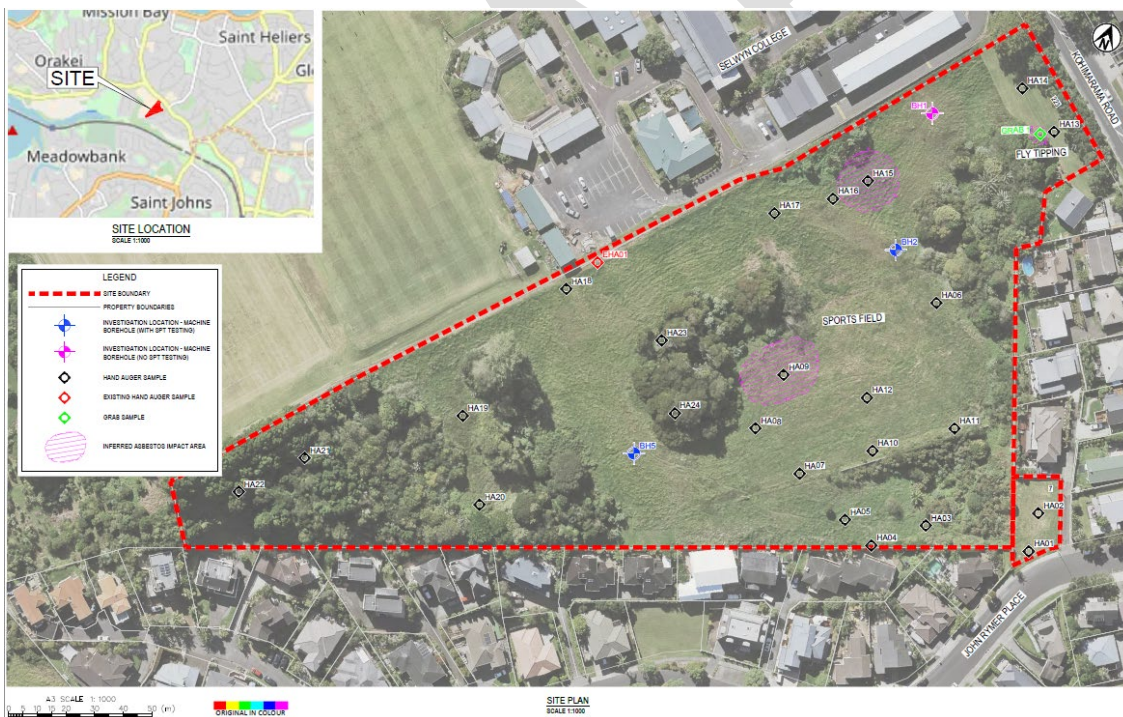 Mission Bay
Saint Heliers
Orakei
SITE
Meadowbank
Saint Johns
SITE LOCATION
SCALE 1:1000
LEGEND
SITE BOUNDARY
PROPERTY BOUNDARIES
INVESTIGATION LOCATION - MACHINE
BOREHOLE (WITH SPT TESTING)
INVESTIGATION LOCATION - MACHINE
BOREHOLE (NO SPT TESTING)
HAND AUGER SAMPLE
EXISTING HAND AUGER SAMPLE
GRAB SAMPLE
INFERRED ASBESTOS IMPACT AREA
SELWYN COLLEGE
KOHIMARAMA ROAD
HA14
BH1
HA13
FLY TIPPING
HA15
HA16
HA17
BH2
EHA01
HA18
HA06
SPORTS FIELD
HA23
HA09
HA12
HA24
HA19
HA08
HA11
BH5
HA10
HA21
HA07
HA22
HA20
7
HA05
HA03
HA02
HA04
HA01
JOHN RYMER PLACE
A3 SCALE 1:1000
0 5 10 15 20 30 40 50 (m)
ORIGINAL IN COLOUR
SITE PLAN
SCALE 1:1000